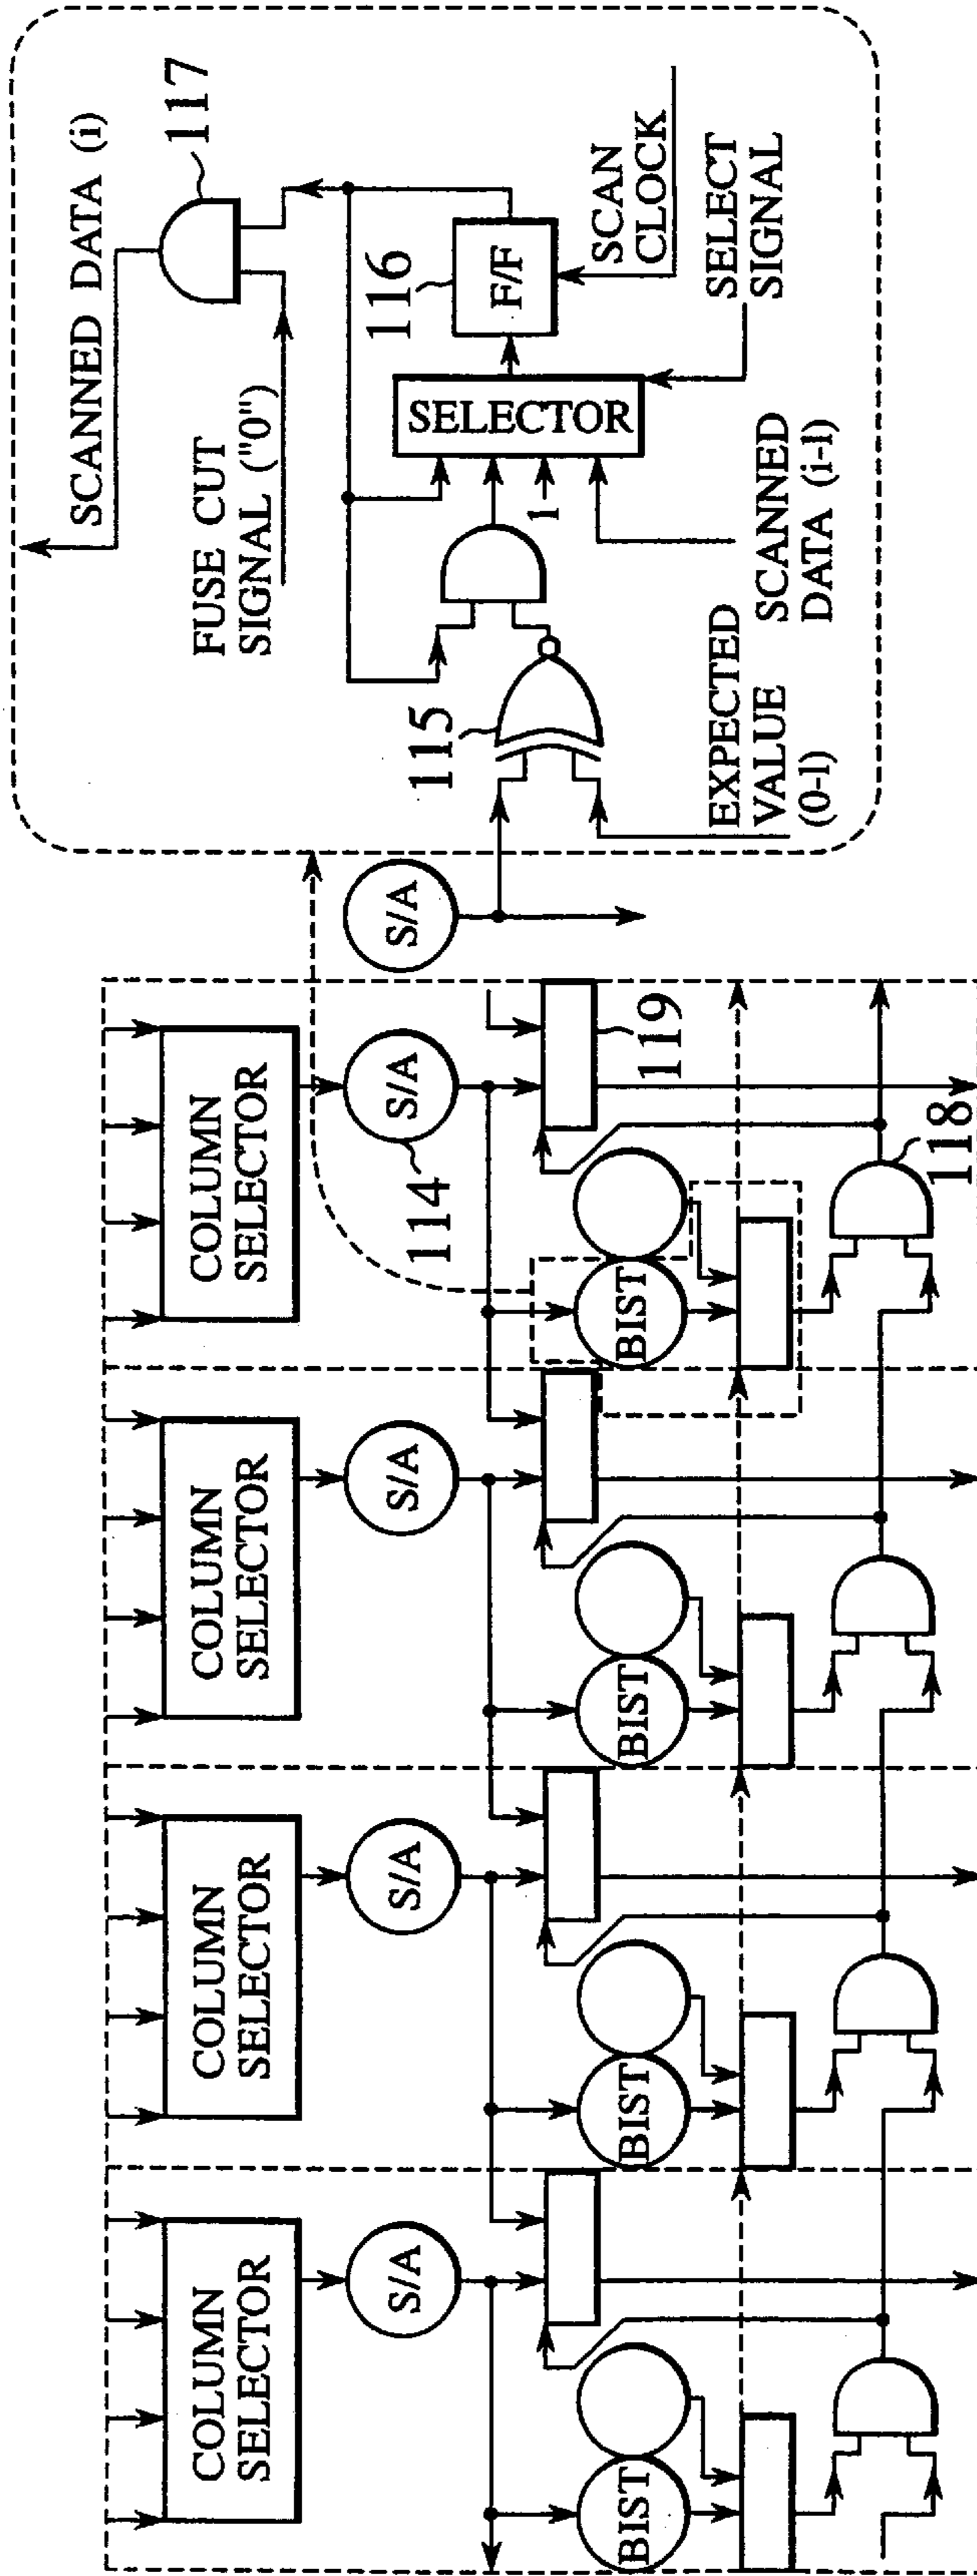 COLUMN
SELECTOR
COLUMN
SELECTOR
COLUMN
SELECTOR
COLUMN
SELECTOR
S/A
S/A
S/A
S/A
114
S/A
BIST
BIST
BIST
BIST
119
118
SCANNED DATA (i)
117
FUSE CUT
SIGNAL ("0")
116
F/F
SELECTOR
SCAN
CLOCK
SELECT
SIGNAL
115
1
EXPECTED
VALUE
(0-1)
SCANNED
DATA (i-1)